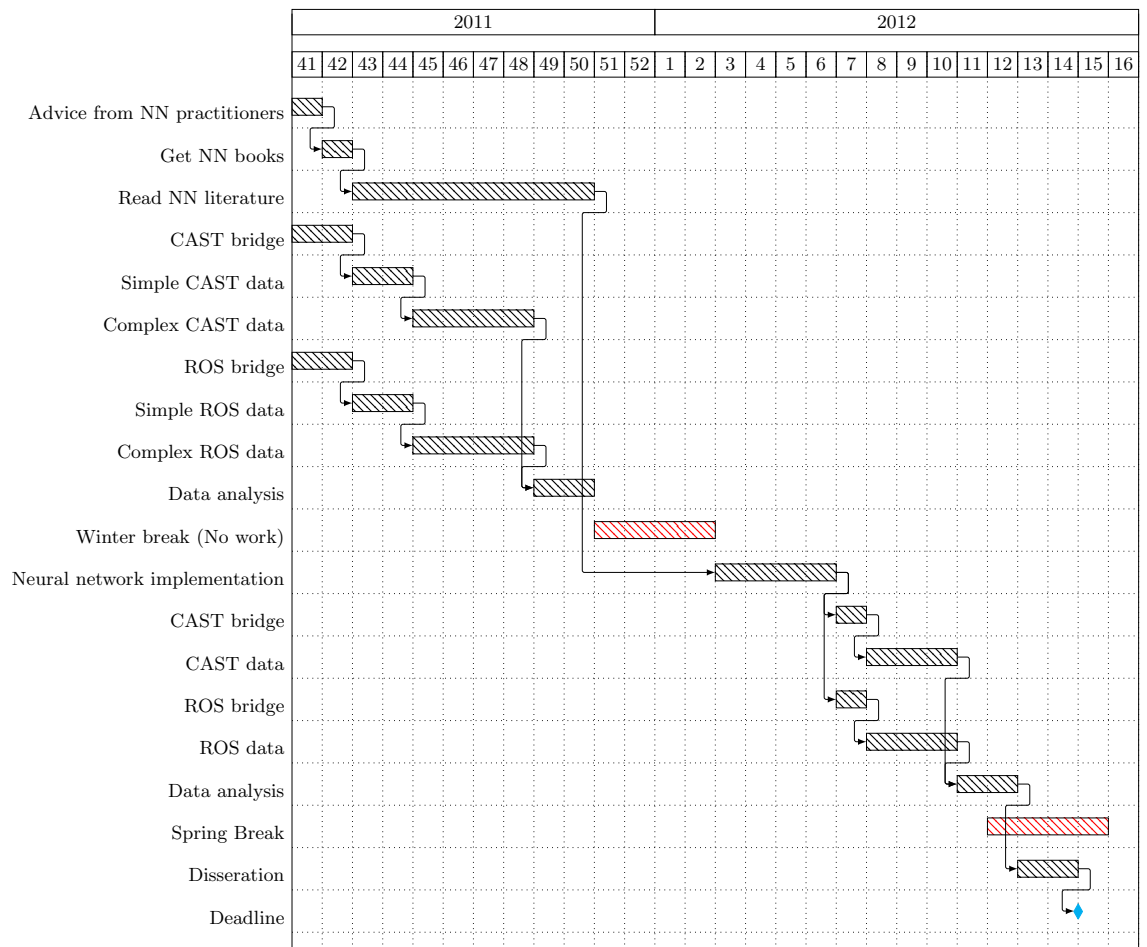 2011 2012
41 42 43 44 45 46 47 48 49 50 51 52 1 2 3 4 5 6 7 8 9 10 11 12 13 14 15 16
Advice from NN practitioners
Get NN books
Read NN literature
CAST bridge
Simple CAST data
Complex CAST data
ROS bridge
Simple ROS data
Complex ROS data
Data analysis
Winter break (No work)
Neural network implementation
CAST bridge
CAST data
ROS bridge
ROS data
Data analysis
Spring Break
Disseration
Deadline